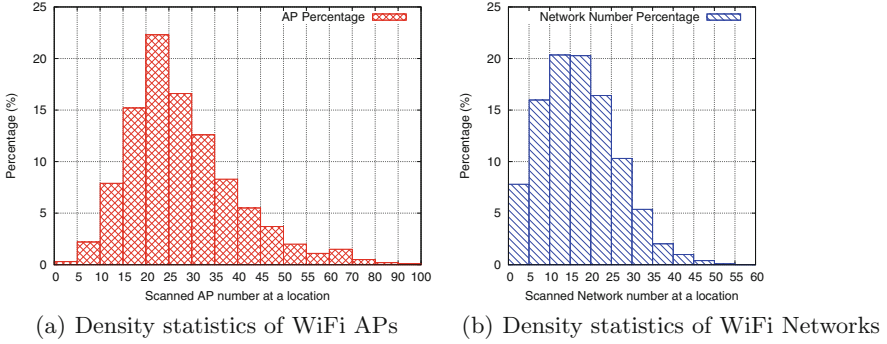 25
20
15
10
5
0
Percentage (%)
AP Percentage
0 5 10 15 20 25 30 35 40 45 50 55 60 70 80 90 100
Scanned AP number at a location
(a) Density statistics of WiFi APs
25
20
15
10
5
0
Percentage (%)
Network Number Percentage
0 5 10 15 20 25 30 35 40 45 50 55 60
Scanned Network number at a location
(b) Density statistics of WiFi Networks